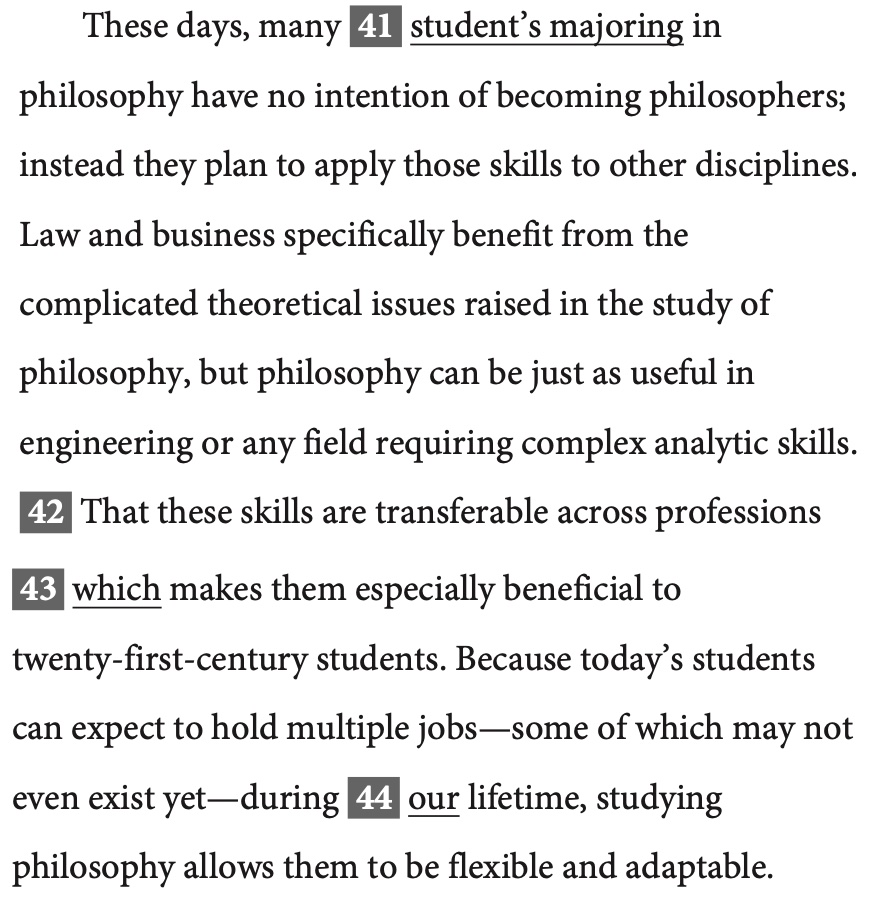 These days, many 41 student’s majoring in
philosophy have no intention of becoming philosophers;
instead they plan to apply those skills to other disciplines.
Law and business specifically benefit from the
complicated theoretical issues raised in the study of
philosophy, but philosophy can be just as useful in
engineering or any field requiring complex analytic skills.
42 That these skills are transferable across professions
43 which makes them especially beneficial to
twenty-first-century students. Because today’s students
can expect to hold multiple jobs—some of which may not
even exist yet—during 44 our lifetime, studying
philosophy allows them to be flexible and adaptable.